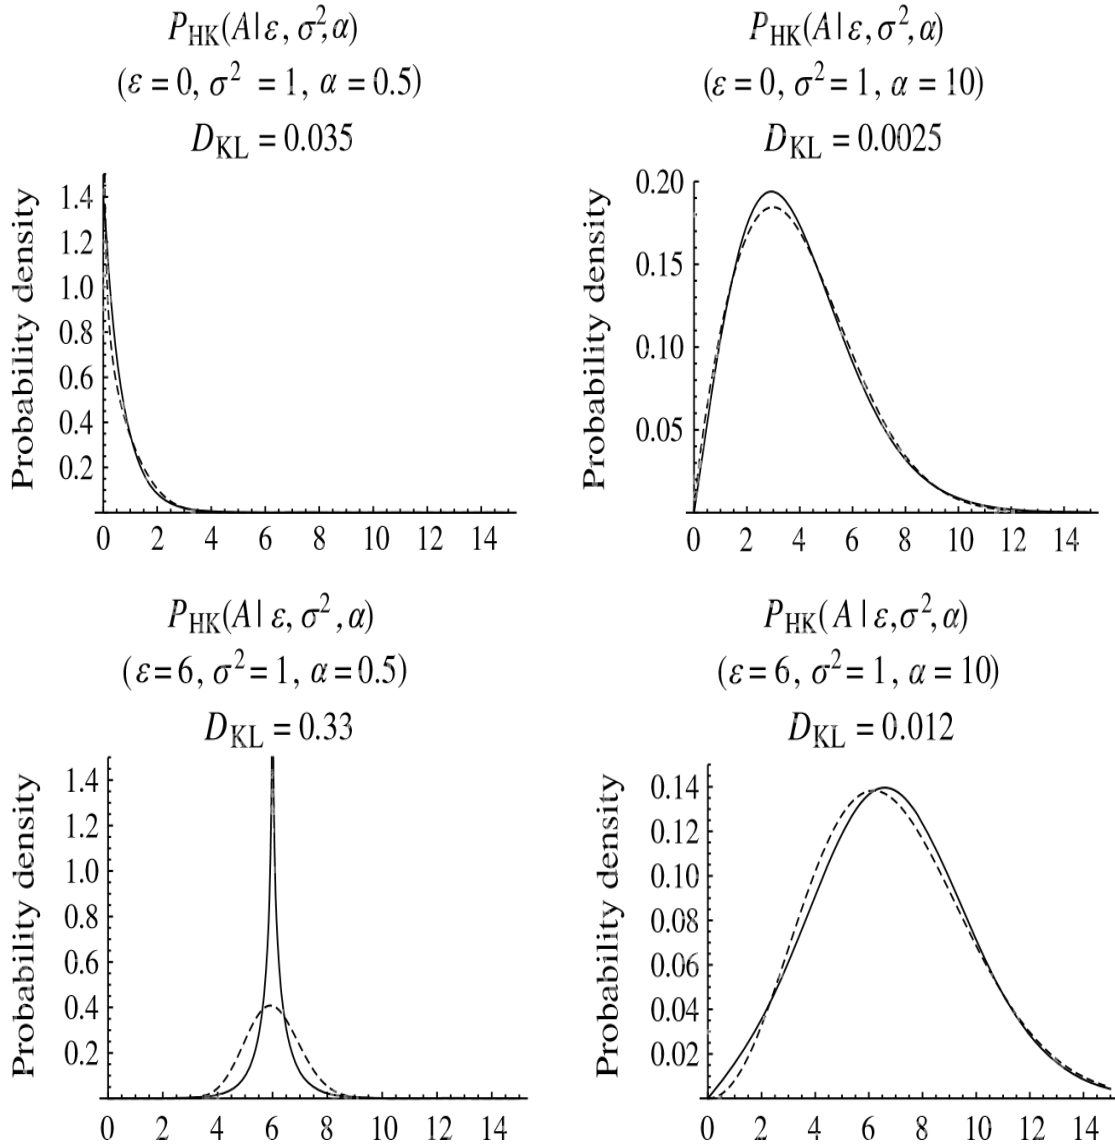 P_HK(A|ε, σ², α)
(ε = 0, σ² = 1, α = 0.5)
D_KL = 0.035
Probability density
1.4
1.2
1.0
0.8
0.6
0.4
0.2
0 2 4 6 8 10 12 14
P_HK(A|ε, σ², α)
(ε = 0, σ² = 1, α = 10)
D_KL = 0.0025
Probability density
0.20
0.15
0.10
0.05
0 2 4 6 8 10 12 14
P_HK(A|ε, σ², α)
(ε = 6, σ² = 1, α = 0.5)
D_KL = 0.33
Probability density
1.4
1.2
1.0
0.8
0.6
0.4
0.2
0 2 4 6 8 10 12 14
P_HK(A|ε, σ², α)
(ε = 6, σ² = 1, α = 10)
D_KL = 0.012
Probability density
0.14
0.12
0.10
0.08
0.06
0.04
0.02
0 2 4 6 8 10 12 14